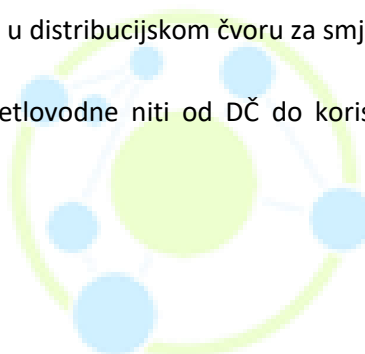 u distribucijskom čvoru za smj
etlovodne niti od DČ do koris